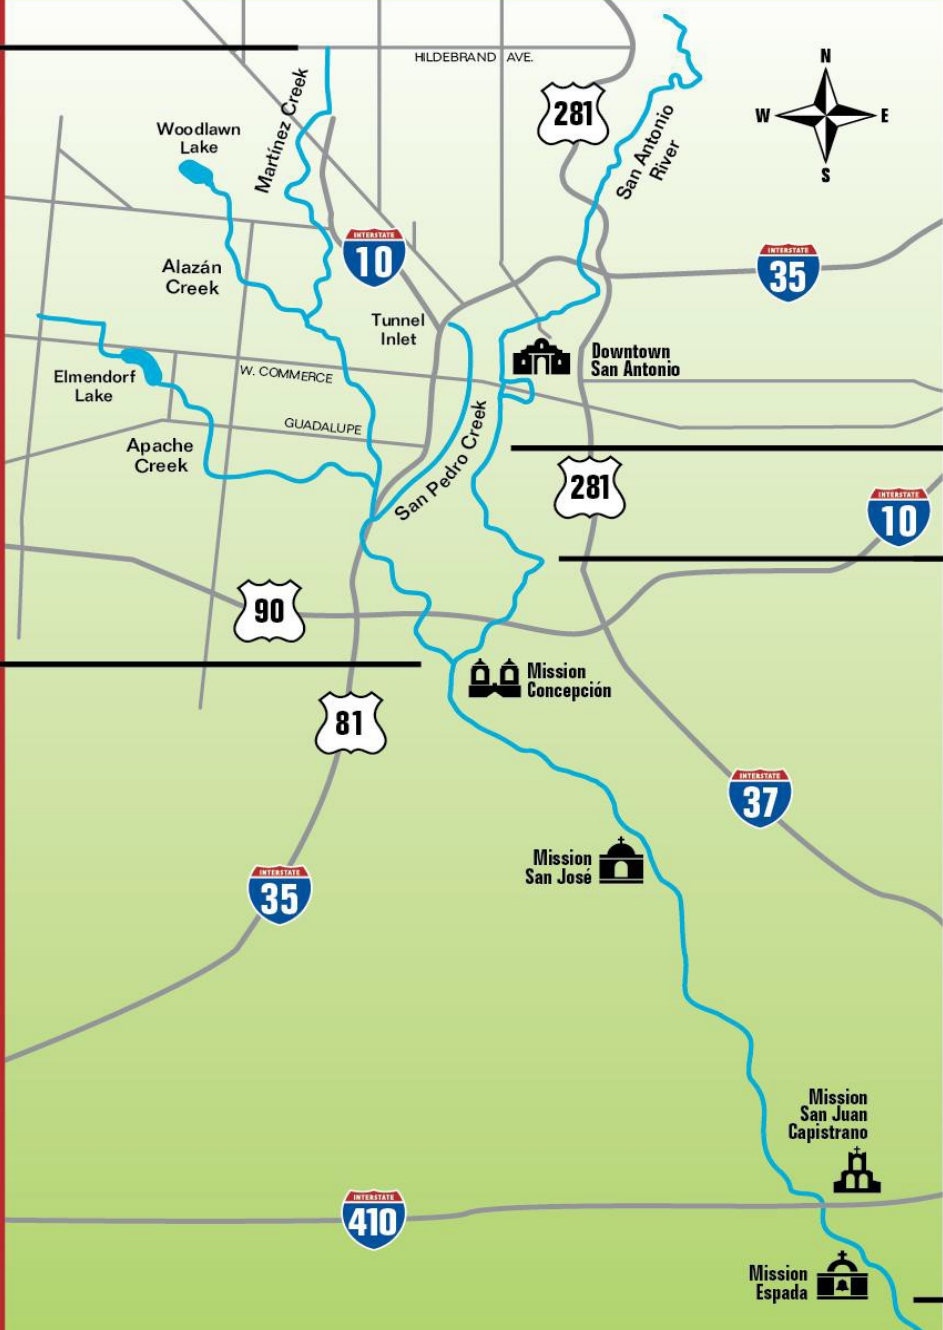 HILDEBRAND AVE.
N
W
E
S
281
San Antonio
River
Martínez Creek
Woodlawn
Lake
INTERSTATE
10
INTERSTATE
35
Alazán
Creek
Tunnel
Inlet
Downtown
San Antonio
W. COMMERCE
Elmendorf
Lake
GUADALUPE
San Pedro Creek
Apache
Creek
281
INTERSTATE
10
90
Mission
Concepción
81
INTERSTATE
37
Mission
San José
INTERSTATE
35
Mission
San Juan
Capistrano
INTERSTATE
410
Mission
Espada